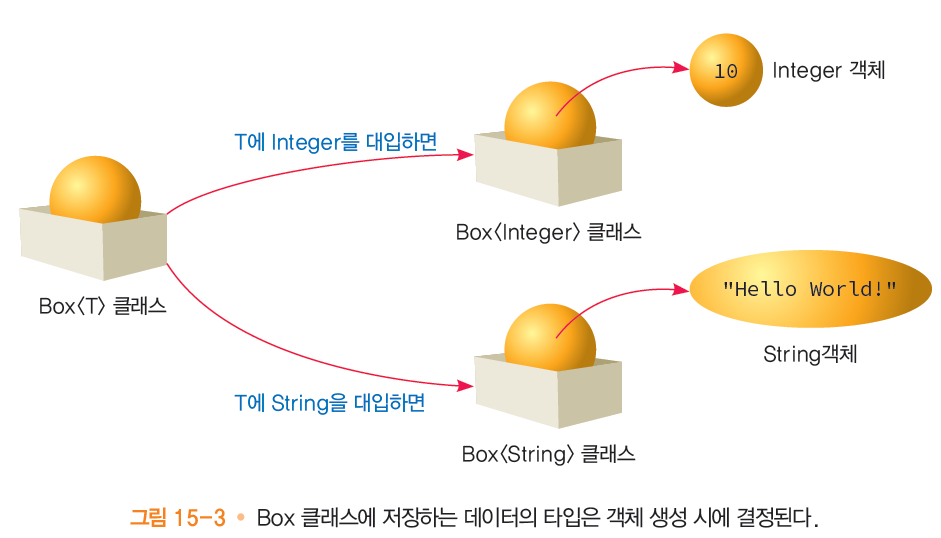 10
Integer 객체
T에 Integer를 대입하면
Box〈Integer〉 클래스
"Hello World!"
Box〈T〉 클래스
String객체
T에 String을 대입하면
Box〈String〉 클래스
그림 15-3 • Box 클래스에 저장하는 데이터의 타입은 객체 생성 시에 결정된다.